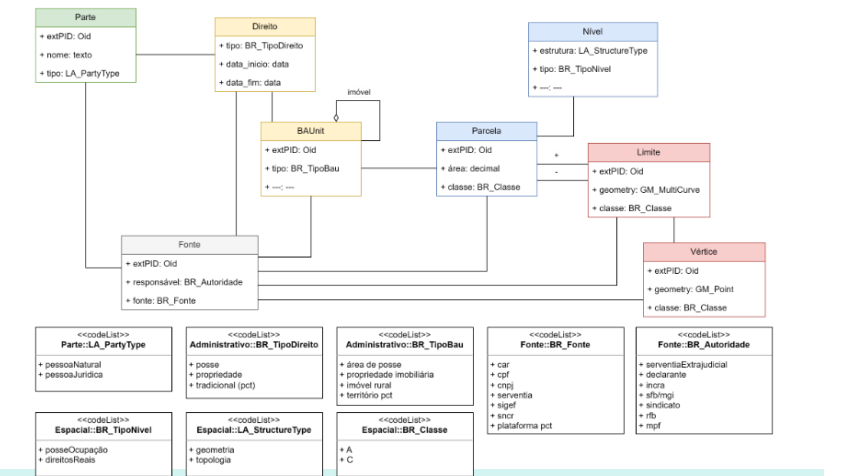 Parte
+ extPID: Oid
+ nome: texto
+ tipo: LA_PartyType
Direito
+ tipo: BR_TipoDireito
+ data_inicio: data
+ data_fim: data
Nível
+ estrutura: LA_StructureType
+ tipo: BR_TipoNivel
+ ---: ---
imóvel
BAUnit
+ extPID: Oid
+ tipo: BR_TipoBau
+ ---: ---
Parcela
+ extPID: Oid
+ área: decimal
+ classe: BR_Classe
+
-
Limite
+ extPID: Oid
+ geometry: GM_MultiCurve
+ classe: BR_Classe
Fonte
+ extPID: Oid
+ responsável: BR_Autoridade
+ fonte: BR_Fonte
Vértice
+ extPID: Oid
+ geometry: GM_Point
+ classe: BR_Classe
<<codeList>>
Parte::LA_PartyType
+ pessoaNatural
+ pessoaJuridica
<<codeList>>
Administrativo::BR_TipoDireito
+ posse
+ propriedade
+ tradicional (pct)
<<codeList>>
Administrativo::BR_TipoBau
+ área de posse
+ propriedade imobiliária
+ imóvel rural
+ território pct
<<codeList>>
Fonte::BR_Fonte
+ car
+ cpf
+ cnpj
+ serventia
+ sigef
+ sncr
+ plataforma pct
<<codeList>>
Fonte::BR_Autoridade
+ serventiaExtrajudicial
+ declarante
+ incra
+ sfb/mgi
+ sindicato
+ rfb
+ mpf
<<codeList>>
Espacial::BR_TipoNivel
+ posseOcupação
+ direitosReais
<<codeList>>
Espacial::LA_StructureType
+ geometria
+ topologia
<<codeList>>
Espacial::BR_Classe
+ A
+ C